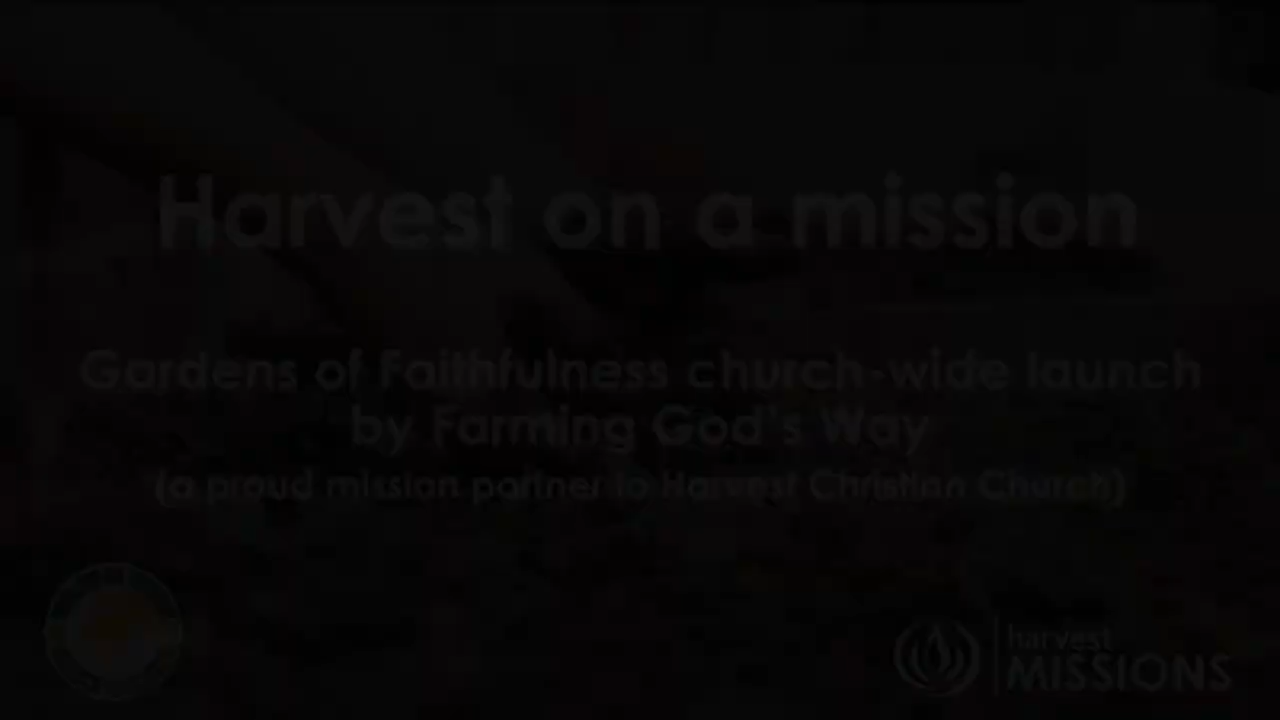 Harvest on a mission
Gardens of Faithfulness church-wide launch
by Farming God's Way
(a proud mission partner to Harvest Christian Church)
harvest
MISSIONS